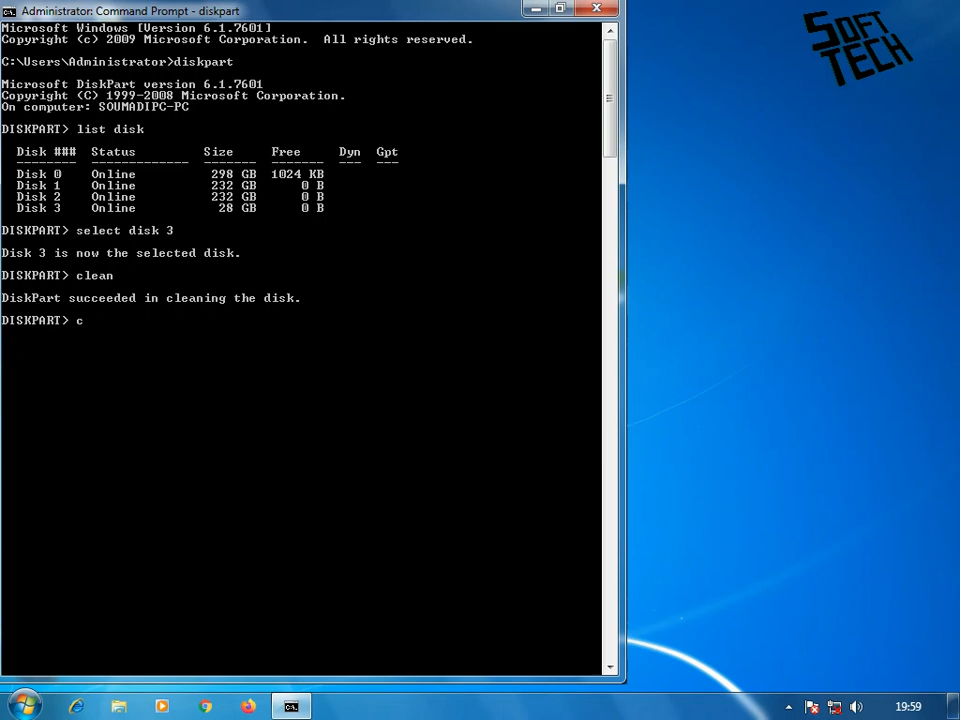 Administrator: Command Prompt - diskpart
Microsoft Windows [Version 6.1.7601]
Copyright (c) 2009 Microsoft Corporation.  All rights reserved.
C:\Users\Administrator>diskpart
Microsoft DiskPart version 6.1.7601
Copyright (C) 1999-2008 Microsoft Corporation.
On computer: SOUMADIPC-PC
DISKPART> list disk
Disk ###  Status         Size     Free     Dyn  Gpt
--------  -------------  -------  -------  ---  ---
Disk 0    Online          298 GB  1024 KB
Disk 1    Online          232 GB      0 B
Disk 2    Online          232 GB      0 B
Disk 3    Online           28 GB      0 B
DISKPART> select disk 3
Disk 3 is now the selected disk.
DISKPART> clean
DiskPart succeeded in cleaning the disk.
DISKPART> c
SOFT
TECH
19:59